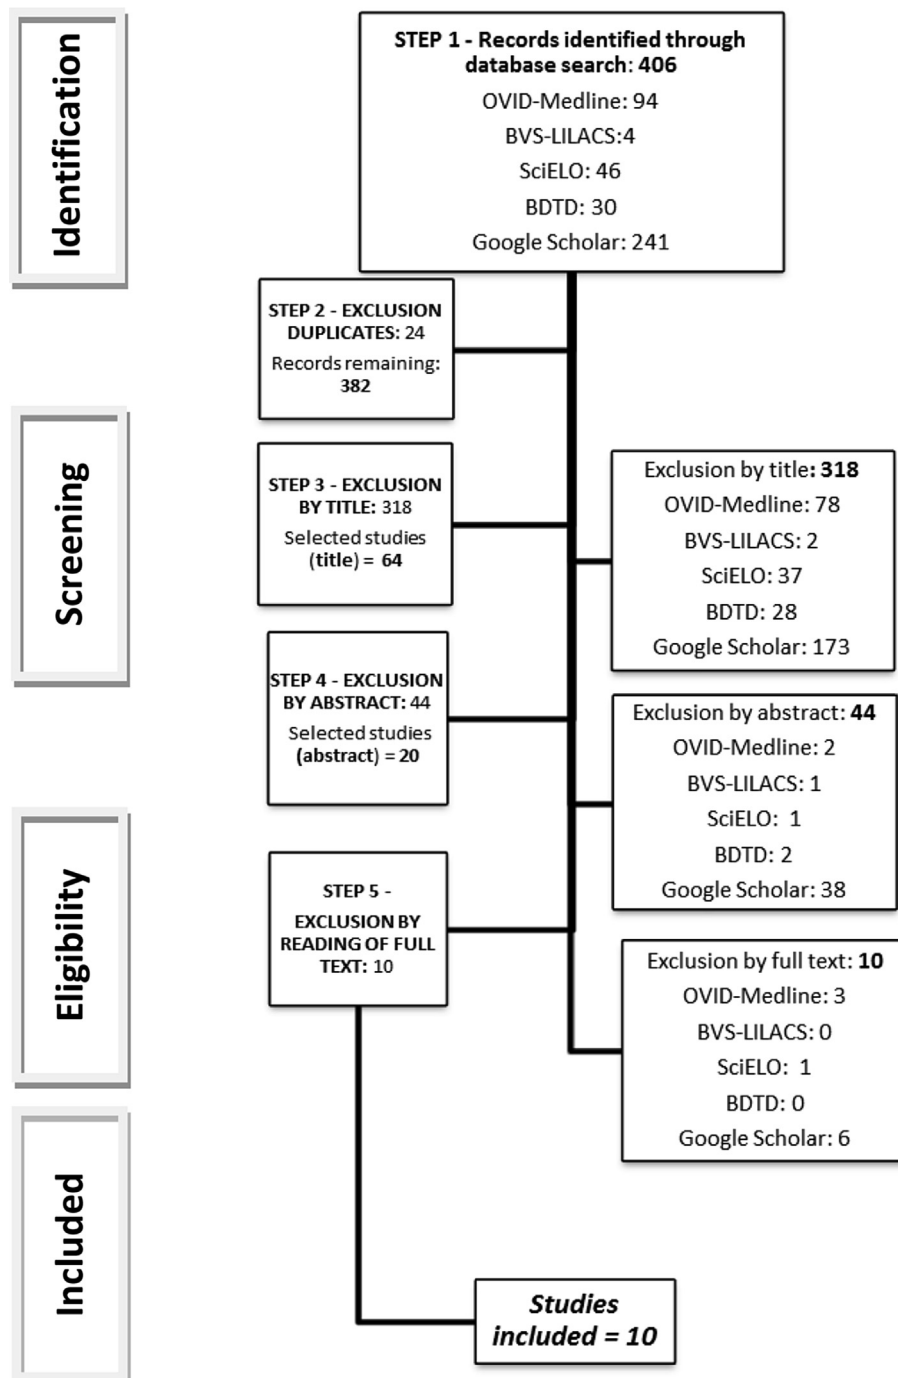 Identification
STEP 1 - Records identified through
database search: 406
OVID-Medline: 94
BVS-LILACS:4
SciELO: 46
BDTD: 30
Google Scholar: 241
STEP 2 - EXCLUSION
DUPLICATES: 24
Records remaining:
382
Screening
STEP 3 - EXCLUSION
BY TITLE: 318
Selected studies
(title) = 64
Exclusion by title: 318
OVID-Medline: 78
BVS-LILACS: 2
SciELO: 37
BDTD: 28
Google Scholar: 173
STEP 4 - EXCLUSION
BY ABSTRACT: 44
Selected studies
(abstract) = 20
Exclusion by abstract: 44
OVID-Medline: 2
BVS-LILACS: 1
SciELO: 1
BDTD: 2
Google Scholar: 38
Eligibility
STEP 5 -
EXCLUSION BY
READING OF FULL
TEXT: 10
Exclusion by full text: 10
OVID-Medline: 3
BVS-LILACS: 0
SciELO: 1
BDTD: 0
Google Scholar: 6
Included
Studies
included = 10